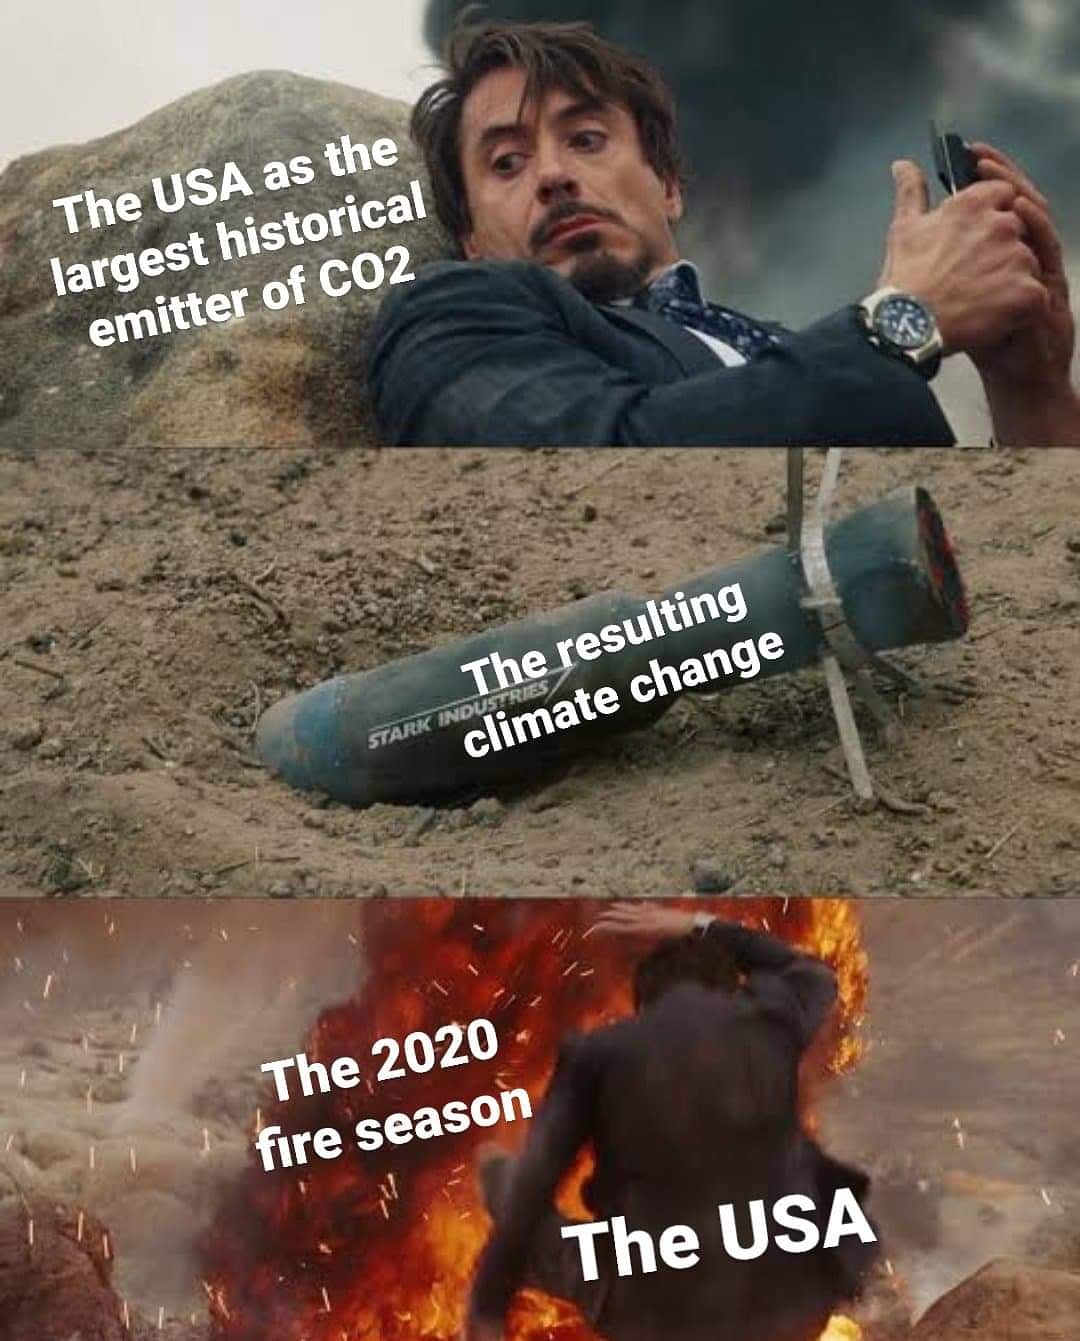 The USA as the
largest historical
emitter of CO2
The resulting
STARK INDUSTRIES
climate change
The 2020
fire season
The USA